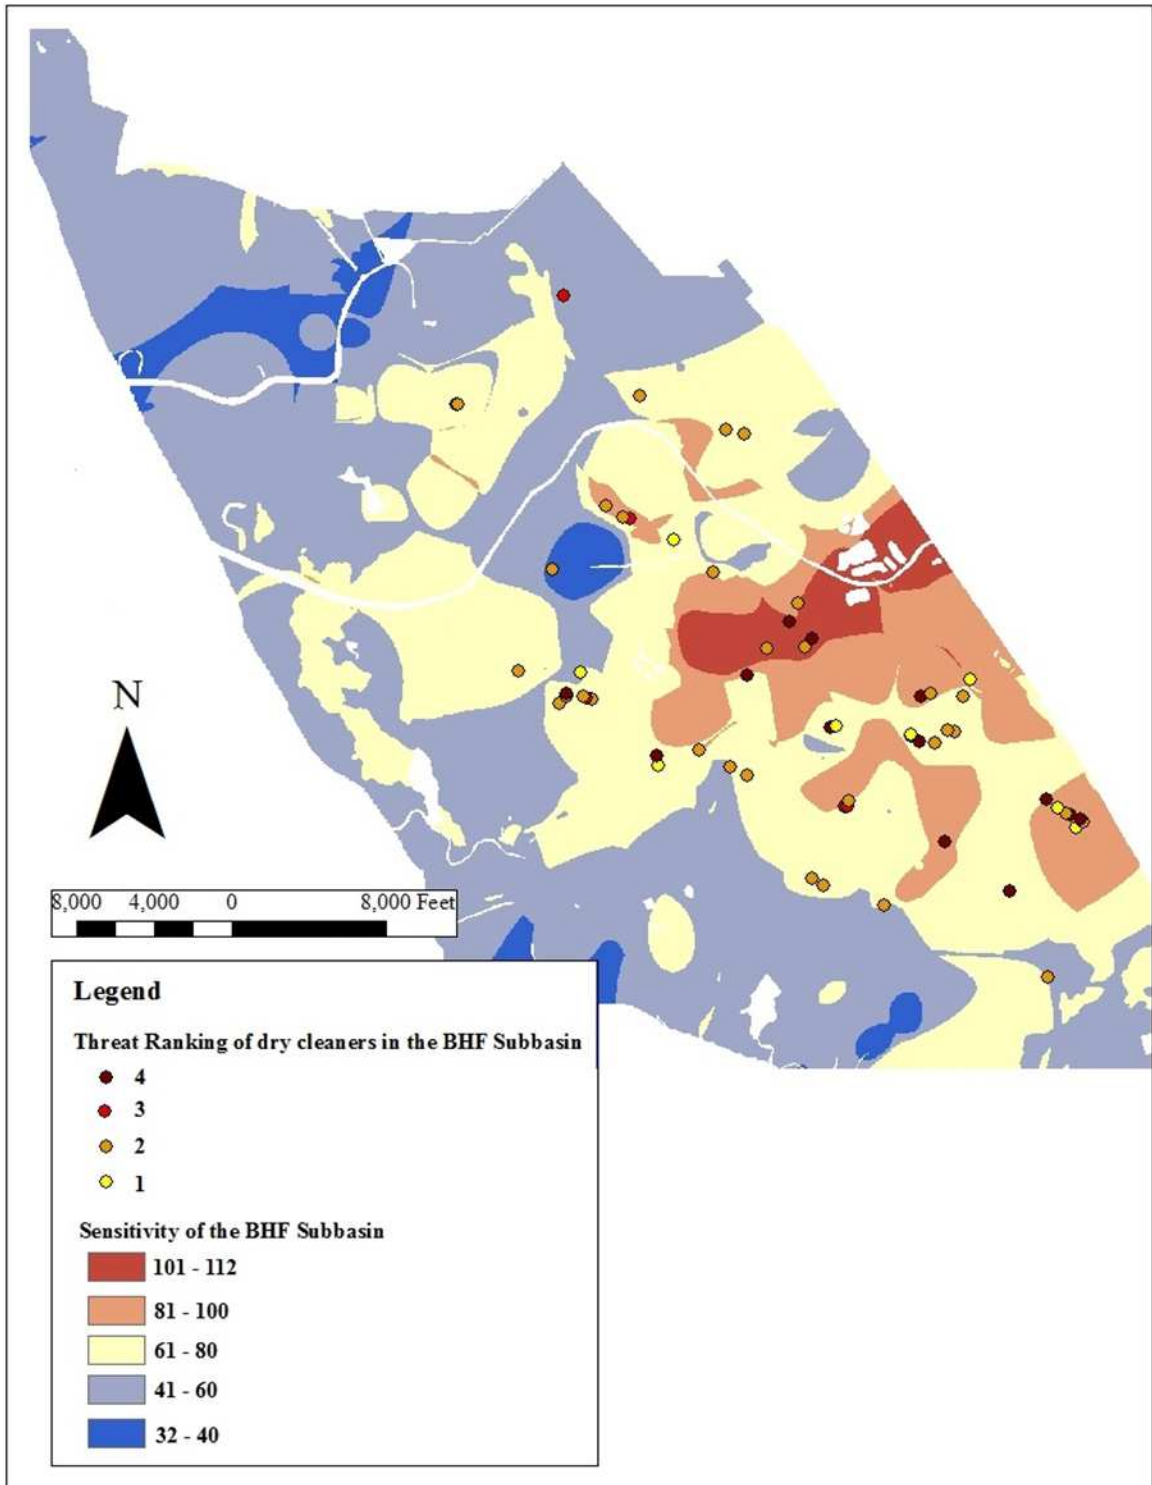 N
8,000 4,000 0 8,000 Feet
Legend
Threat Ranking of dry cleaners in the BHF Subbasin
4
3
2
1
Sensitivity of the BHF Subbasin
101 - 112
81 - 100
61 - 80
41 - 60
32 - 40